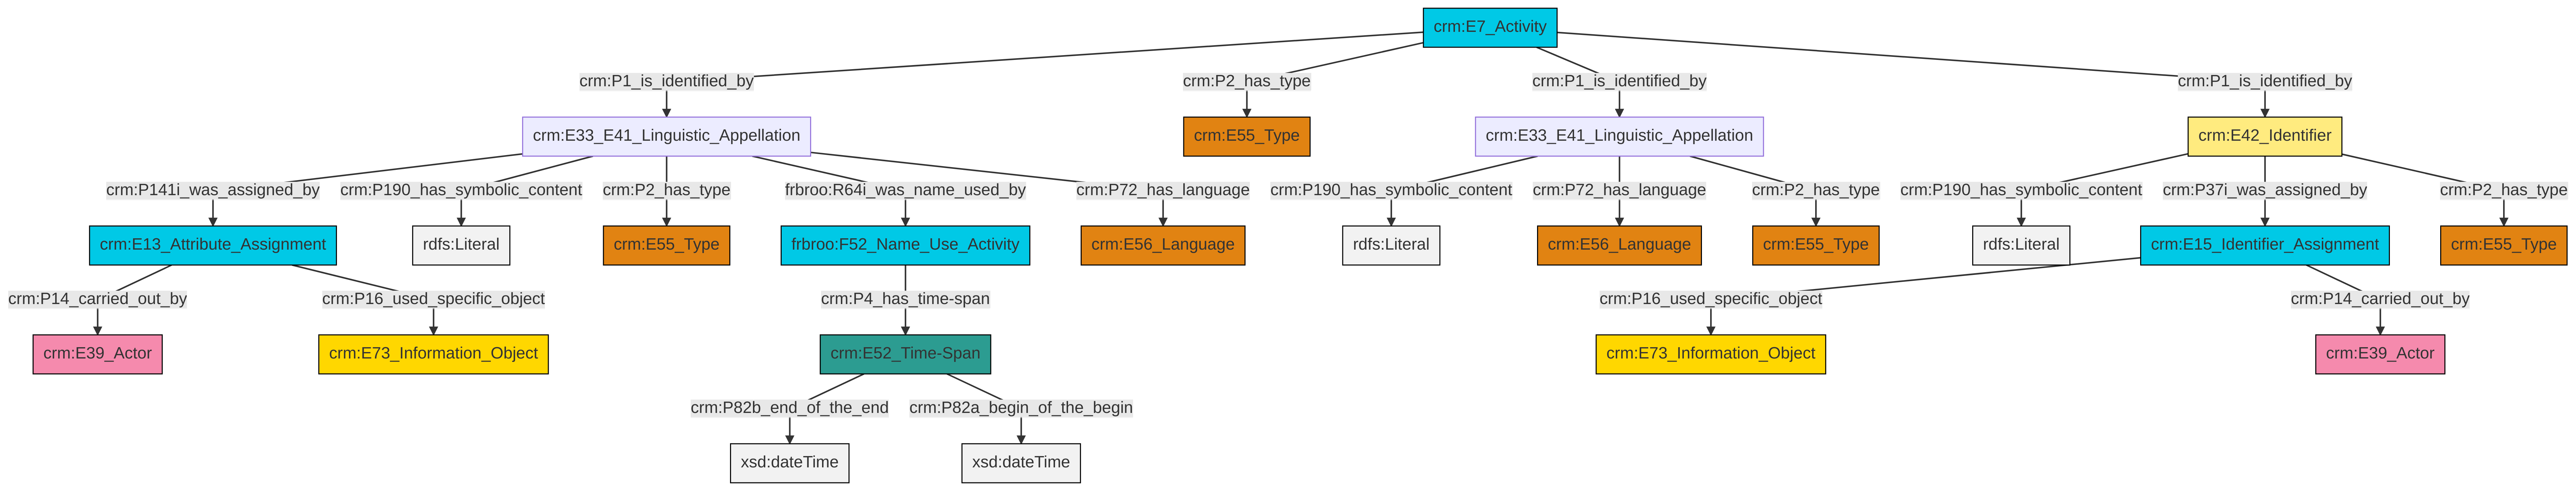 crm:E7_Activity
crm:P1_is_identified_by
crm:P2_has_type
crm:P1_is_identified_by
crm:P1_is_identified_by
crm:E33_E41_Linguistic_Appellation
crm:E55_Type
crm:E33_E41_Linguistic_Appellation
crm:E42_Identifier
crm:P141i_was_assigned_by
crm:P190_has_symbolic_content
crm:P2_has_type
frbroo:R64i_was_name_used_by
crm:P72_has_language
crm:P190_has_symbolic_content
crm:P72_has_language
crm:P2_has_type
crm:P190_has_symbolic_content
crm:P37i_was_assigned_by
crm:P2_has_type
crm:E13_Attribute_Assignment
rdfs:Literal
crm:E55_Type
frbroo:F52_Name_Use_Activity
crm:E56_Language
rdfs:Literal
crm:E56_Language
crm:E55_Type
rdfs:Literal
crm:E15_Identifier_Assignment
crm:E55_Type
crm:P14_carried_out_by
crm:P16_used_specific_object
crm:P4_has_time-span
crm:P16_used_specific_object
crm:P14_carried_out_by
crm:E39_Actor
crm:E73_Information_Object
crm:E52_Time-Span
crm:E73_Information_Object
crm:E39_Actor
crm:P82b_end_of_the_end
crm:P82a_begin_of_the_begin
xsd:dateTime
xsd:dateTime